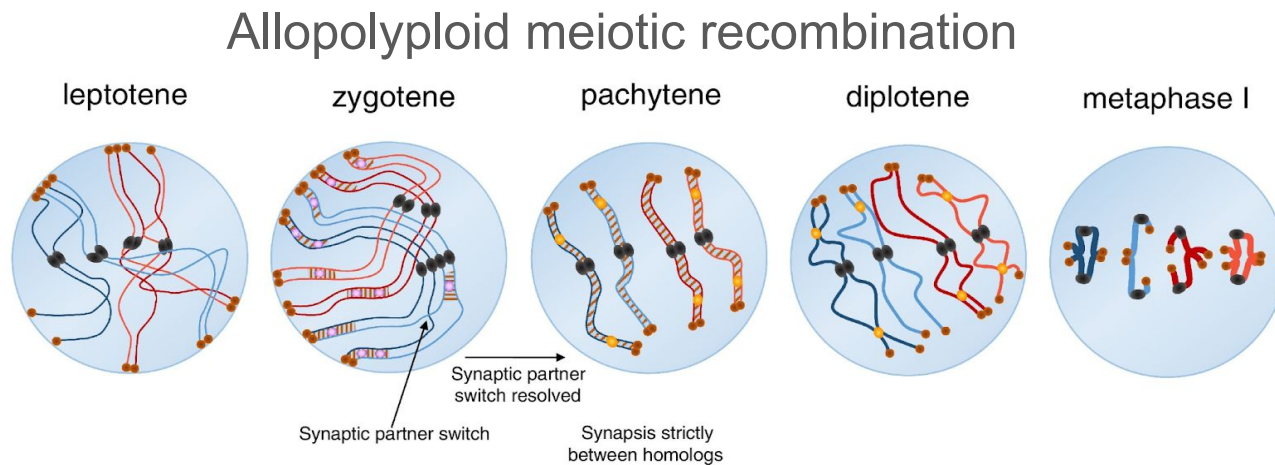 Allopolyploid meiotic recombination
leptotene
zygotene
pachytene
diplotene
metaphase I
Synaptic partner
switch resolved
Synaptic partner switch
Synapsis strictly
between homologs